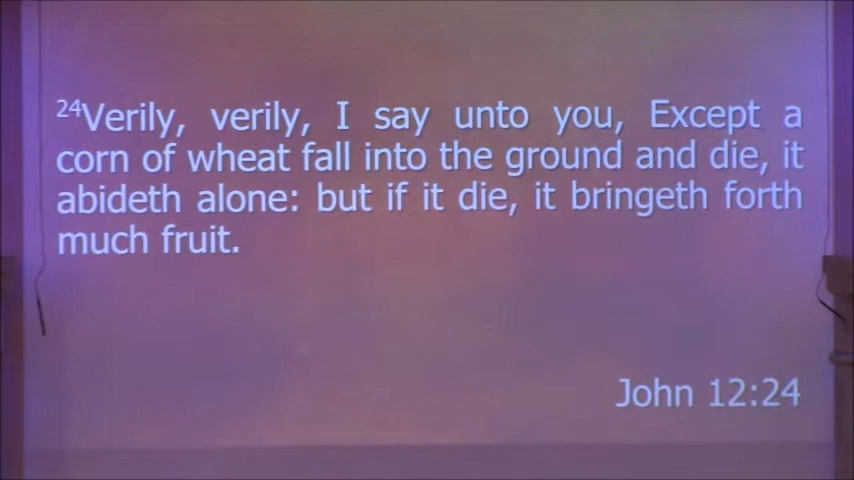 24Verily, verily, I say unto you, Except a
corn of wheat fall into the ground and die, it
abideth alone: but if it die, it bringeth forth
much fruit.
John 12:24